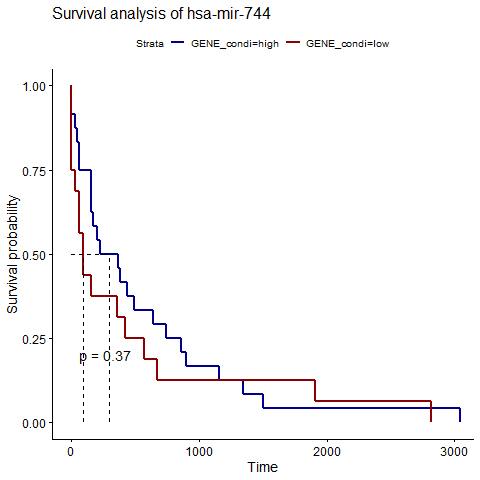 Survival analysis of hsa-mir-744
Strata GENE_condi=high GENE_condi=low
1.00
0.75
0.50
0.25
0.00
Survival probability
p = 0.37
0 1000 2000 3000
Time